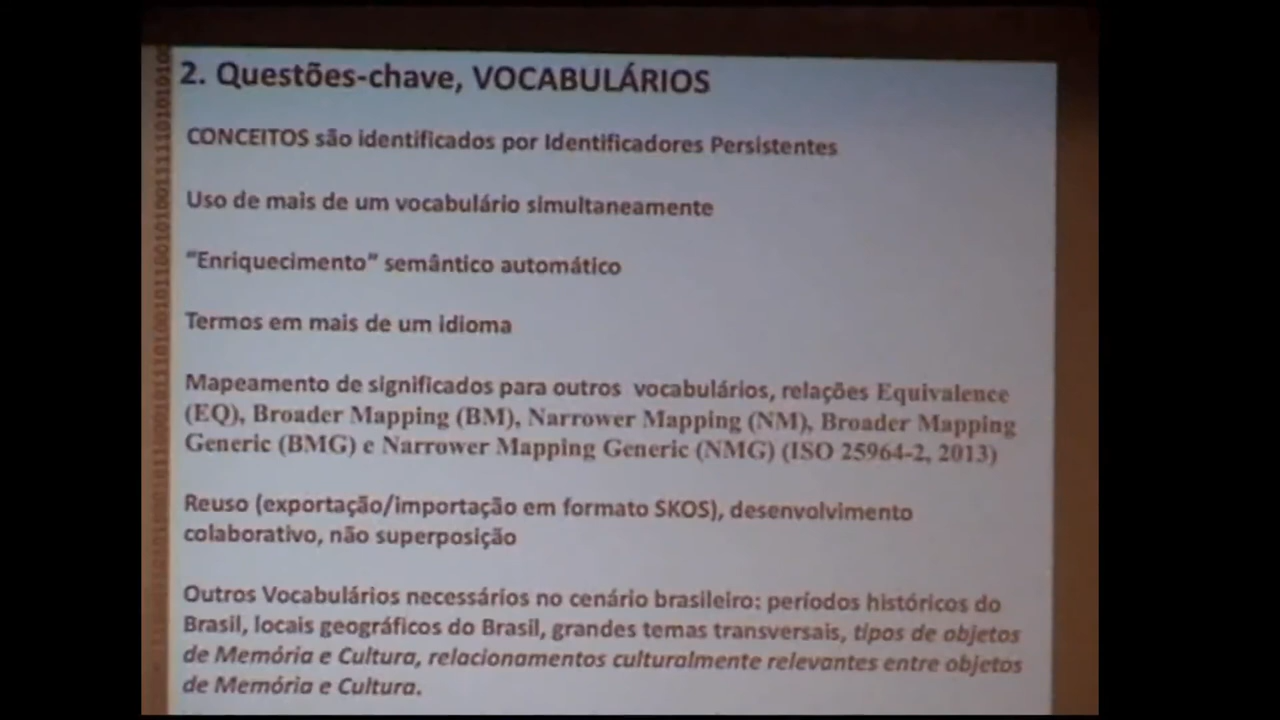 2. Questões-chave, VOCABULÁRIOS
CONCEITOS são identificados por Identificadores Persistentes
Uso de mais de um vocabulário simultaneamente
“Enriquecimento” semântico automático
Termos em mais de um idioma
Mapeamento de significados para outros vocabulários, relações Equivalence
(EQ), Broader Mapping (BM), Narrower Mapping (NM), Broader Mapping
Generic (BMG) e Narrower Mapping Generic (NMG) (ISO 25964-2, 2013)
Reuso (exportação/importação em formato SKOS), desenvolvimento
colaborativo, não superposição
Outros Vocabulários necessários no cenário brasileiro: períodos históricos do
Brasil, locais geográficos do Brasil, grandes temas transversais, tipos de objetos
de Memória e Cultura, relacionamentos culturalmente relevantes entre objetos
de Memória e Cultura.